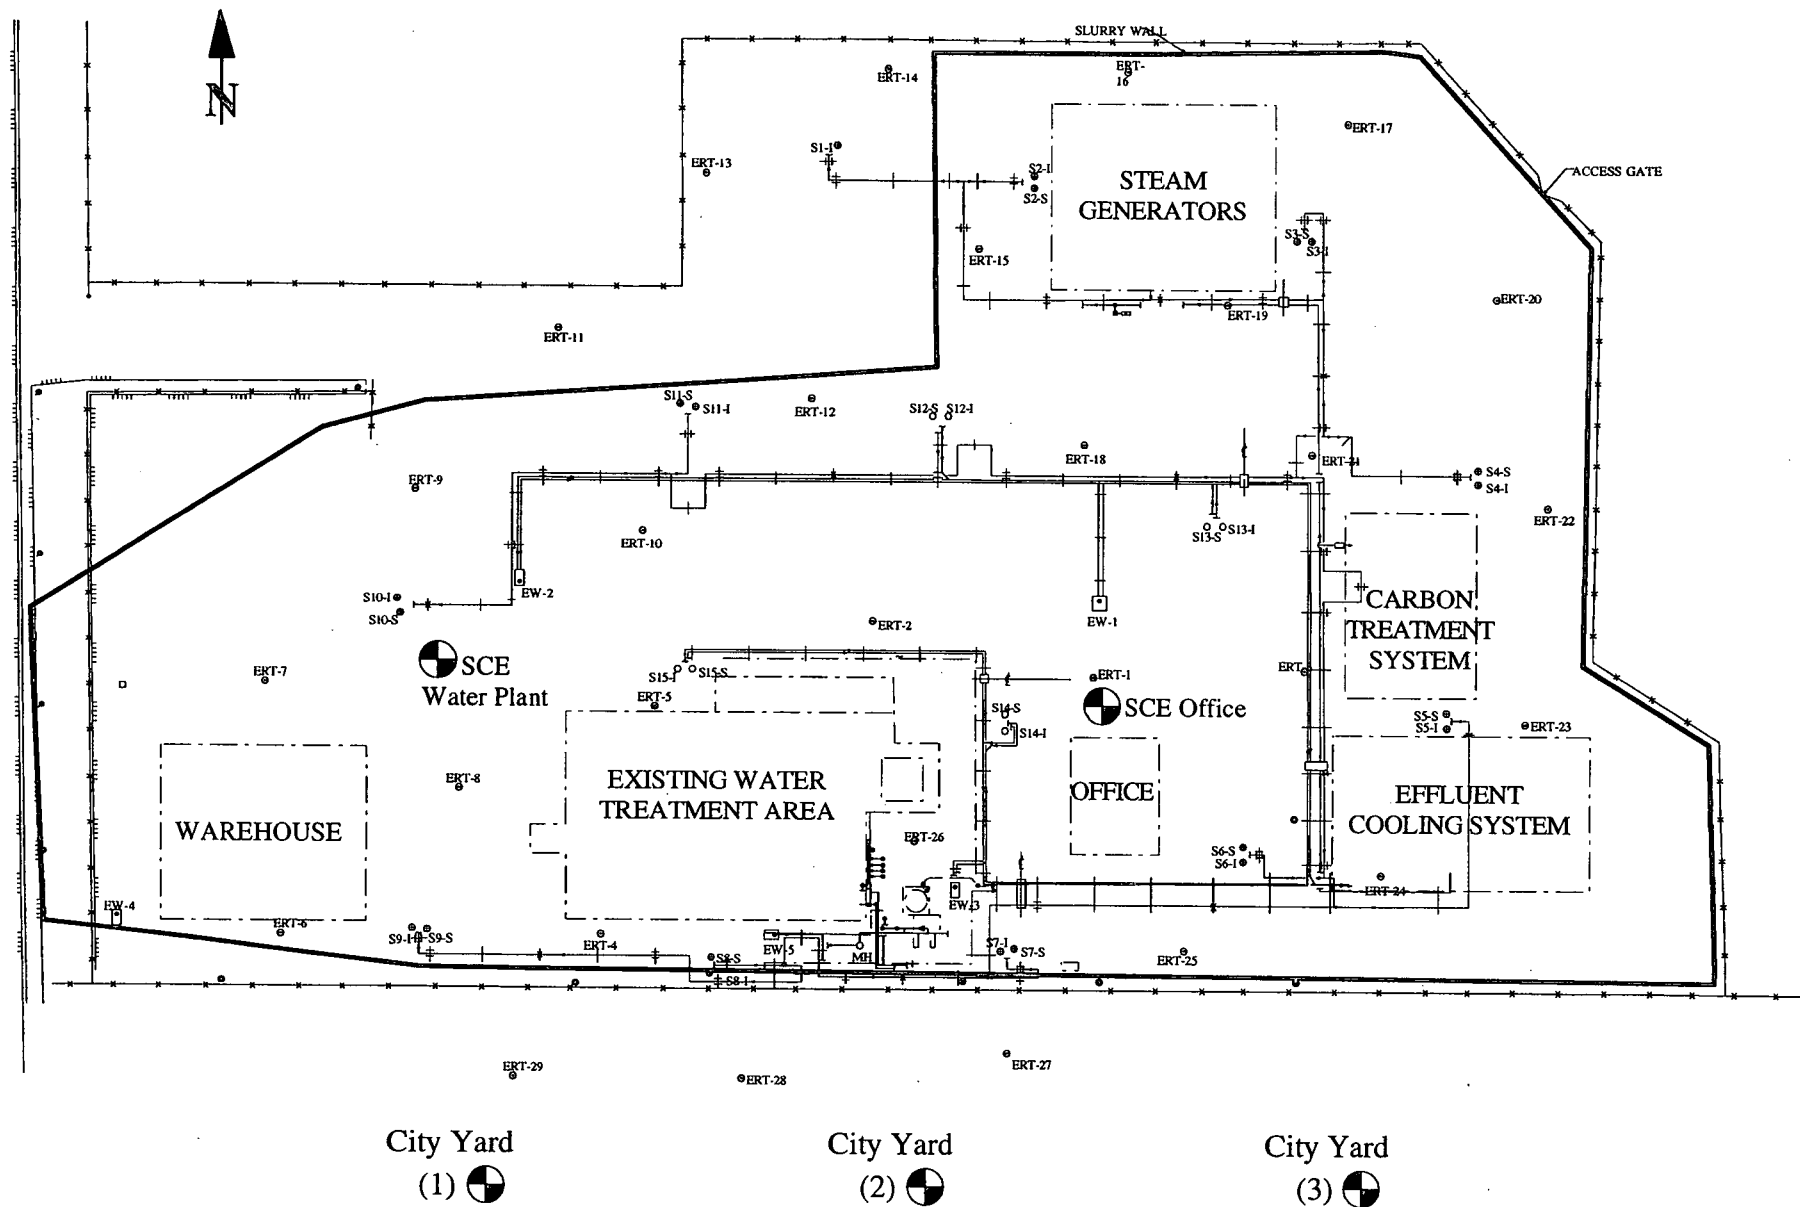 SLURRY WALL
N
ERT-14
ERT-
16
ERT-17
S1-I
ERT-13
S2-I
S2-S
STEAM
GENERATORS
ACCESS GATE
S3-S
S3-I
ERT-15
ERT-20
ERT-19
ERT-11
S11-S
S11-I
ERT-12
S12-S
S12-I
ERT-18
ERT-21
S4-S
S4-I
ERT-9
ERT-22
ERT-10
S13-S
S13-I
EW-2
S10-I
S10-S
EW-1
CARBON
TREATMENT
SYSTEM
ERT-2
SCE
Water Plant
ERT-7
S15-I
S15-S
ERT-5
ERT-1
ERT
SCE Office
S14-S
S14-I
S5-S
S5-I
ERT-23
ERT-8
EXISTING WATER
TREATMENT AREA
OFFICE
EFFLUENT
COOLING SYSTEM
WAREHOUSE
ERT-26
S6-S
S6-I
ERT-24
EW-4
EW-3
ERT-6
S9-I
S9-S
ERT-4
EW-5
MH
S7-I
S7-S
ERT-25
S8-S
S8-I
ERT-29
ERT-28
ERT-27
City Yard
(1)
City Yard
(2)
City Yard
(3)